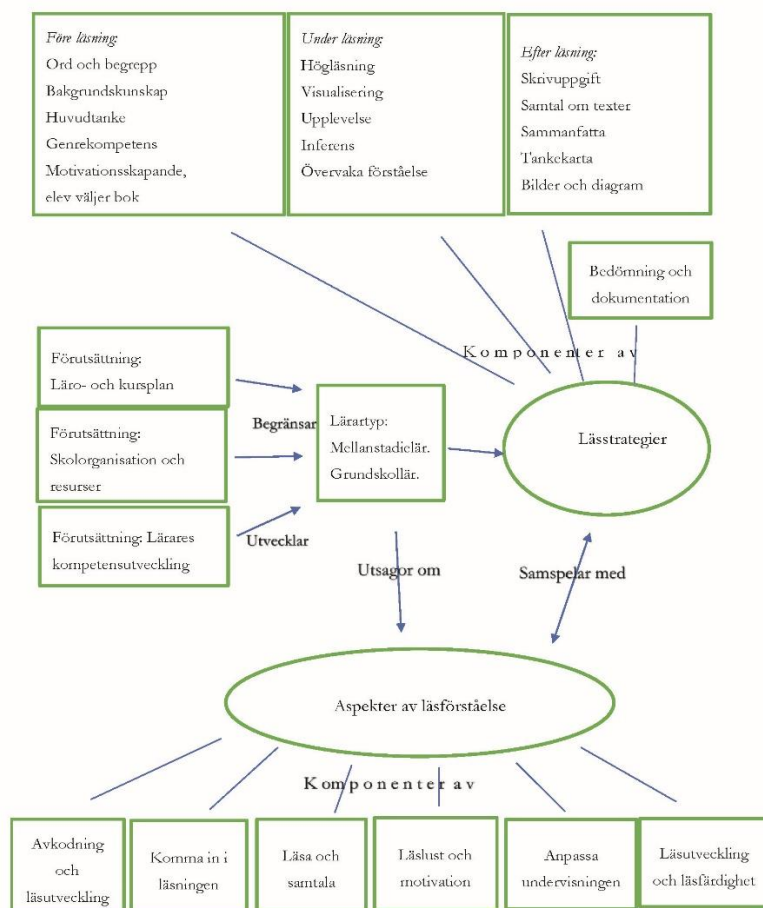 Före läsning:
Ord och begrepp
Bakgrundskunskap
Huvudtanke
Genrekompetens
Motivationsskapande,
elev väljer bok
Under läsning:
Högläsning
Visualisering
Upplevelse
Inferens
Övervaka förståelse
Efter läsning:
Skrivuppgift
Samtal om texter
Sammanfatta
Tankekarta
Bilder och diagram
Bedömning och
dokumentation
Komponenter av
Förutsättning:
Läro- och kursplan
Begränsar
Förutsättning:
Skolorganisation och
resurser
Förutsättning: Lärares
kompetensutveckling
Utvecklar
Lärartyp:
Mellanstadielär.
Grundskollär.
Lässtrategier
Utsagor om
Samspelar med
Aspekter av läsförståelse
Komponenter av
Avkodning
och
läsutveckling
Komma in i
läsningen
Läsa och
samtala
Läslust och
motivation
Anpassa
undervisningen
Läsutveckling
och läsfärdighet